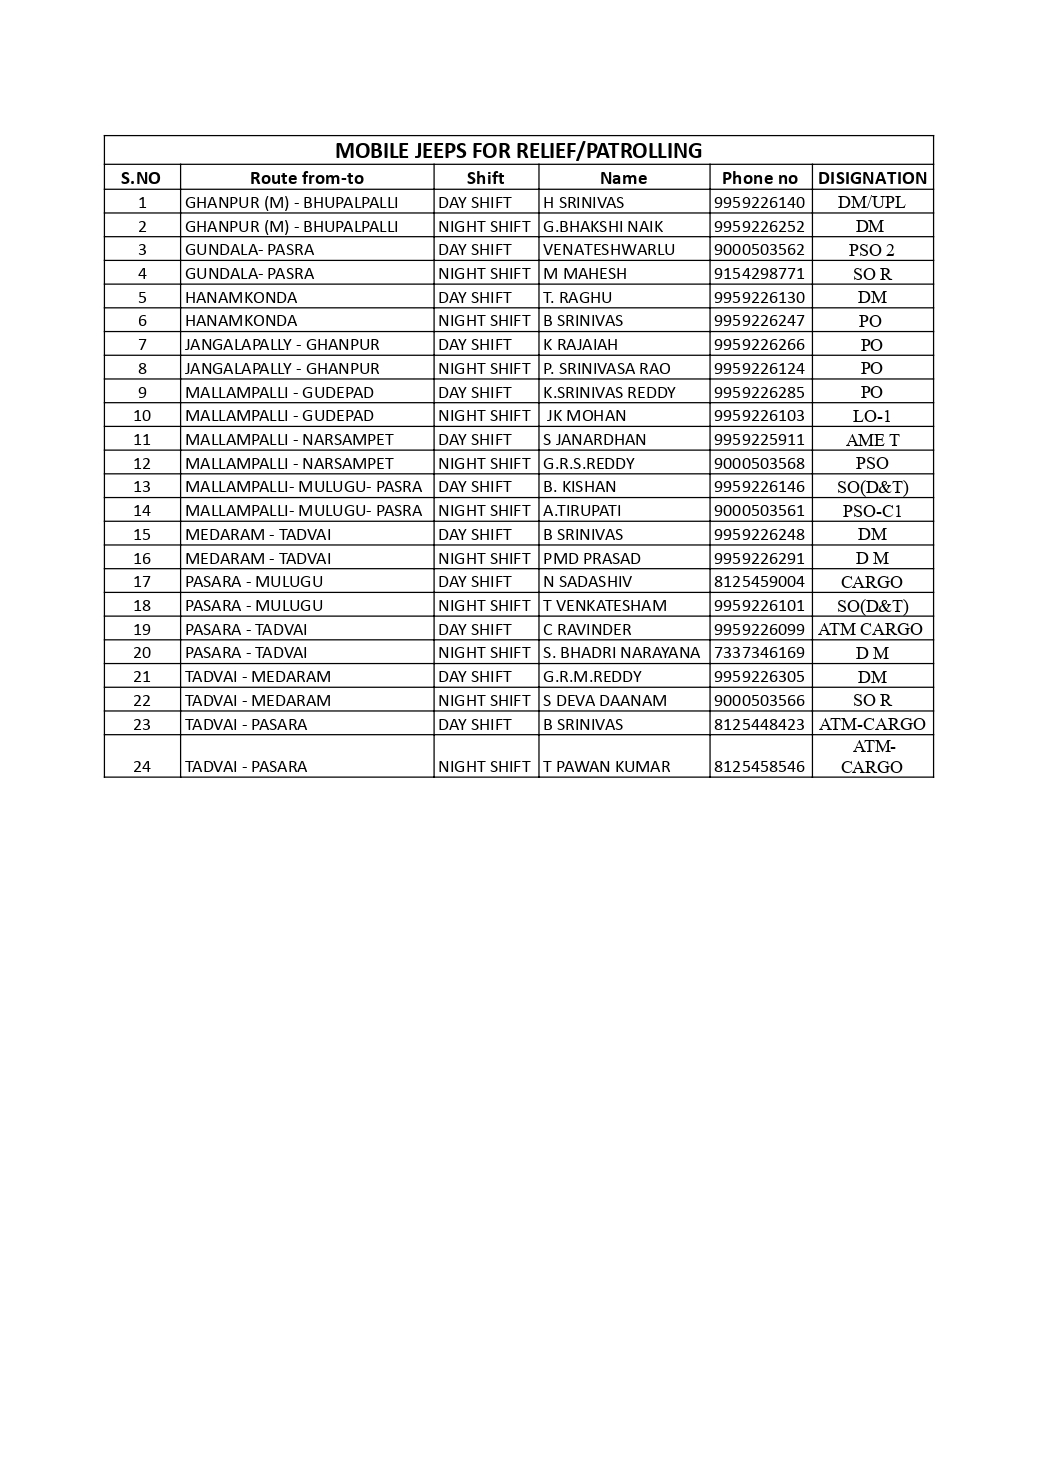 MOBILE JEEPS FOR RELIEF/PATROLLING
S.NO Route from-to Shift Name Phone no DISIGNATION
1 GHANPUR (M) - BHUPALPALLI DAY SHIFT H SRINIVAS 9959226140 DM/UPL
2 GHANPUR (M) - BHUPALPALLI NIGHT SHIFT G.BHAKSHI NAIK 9959226252 DM
3 GUNDALA- PASRA DAY SHIFT VENATESHWARLU 9000503562 PSO 2
4 GUNDALA- PASRA NIGHT SHIFT M MAHESH 9154298771 SO R
5 HANAMKONDA DAY SHIFT T. RAGHU 9959226130 DM
6 HANAMKONDA NIGHT SHIFT B SRINIVAS 9959226247 PO
7 JANGALAPALLY - GHANPUR DAY SHIFT K RAJAIAH 9959226266 PO
8 JANGALAPALLY - GHANPUR NIGHT SHIFT P. SRINIVASA RAO 9959226124 PO
9 MALLAMPALLI - GUDEPAD DAY SHIFT K.SRINIVAS REDDY 9959226285 PO
10 MALLAMPALLI - GUDEPAD NIGHT SHIFT JK MOHAN 9959226103 LO-1
11 MALLAMPALLI - NARSAMPET DAY SHIFT S JANARDHAN 9959225911 AME T
12 MALLAMPALLI - NARSAMPET NIGHT SHIFT G.R.S.REDDY 9000503568 PSO
13 MALLAMPALLI- MULUGU- PASRA DAY SHIFT B. KISHAN 9959226146 SO(D&T)
14 MALLAMPALLI- MULUGU- PASRA NIGHT SHIFT A.TIRUPATI 9000503561 PSO-C1
15 MEDARAM - TADVAI DAY SHIFT B SRINIVAS 9959226248 DM
16 MEDARAM - TADVAI NIGHT SHIFT PMD PRASAD 9959226291 D M
17 PASARA - MULUGU DAY SHIFT N SADASHIV 8125459004 CARGO
18 PASARA - MULUGU NIGHT SHIFT T VENKATESHAM 9959226101 SO(D&T)
19 PASARA - TADVAI DAY SHIFT C RAVINDER 9959226099 ATM CARGO
20 PASARA - TADVAI NIGHT SHIFT S. BHADRI NARAYANA 7337346169 D M
21 TADVAI - MEDARAM DAY SHIFT G.R.M.REDDY 9959226305 DM
22 TADVAI - MEDARAM NIGHT SHIFT S DEVA DAANAM 9000503566 SO R
23 TADVAI - PASARA DAY SHIFT B SRINIVAS 8125448423 ATM-CARGO
ATM-
24 TADVAI - PASARA NIGHT SHIFT T PAWAN KUMAR 8125458546 CARGO